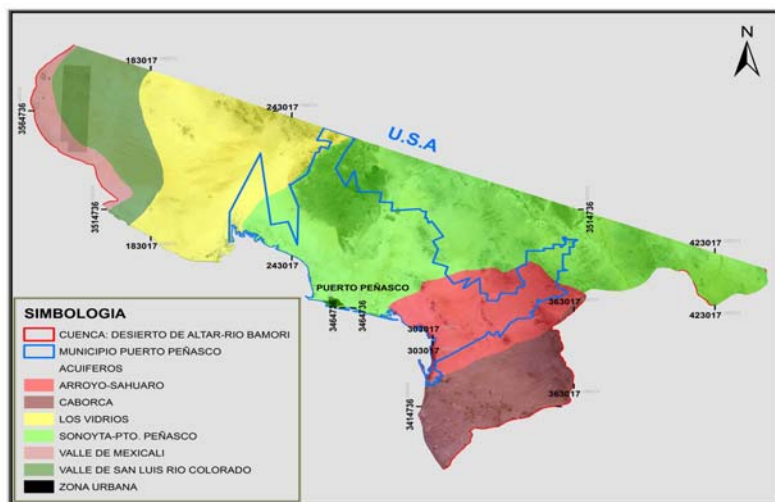 N
183017
243017
U.S.A
3564736
3514736
3514736
183017
423017
243017
PUERTO PEÑASCO
363017
423017
3464736
3464736
303017
303017
363017
3414736
SIMBOLOGIA
CUENCA: DESIERTO DE ALTAR-RIO BAMORI
MUNICIPIO PUERTO PEÑASCO
ACUIFEROS
ARROYO-SAHUARO
CABORCA
LOS VIDRIOS
SONOYTA-PTO. PEÑASCO
VALLE DE MEXICALI
VALLE DE SAN LUIS RIO COLORADO
ZONA URBANA